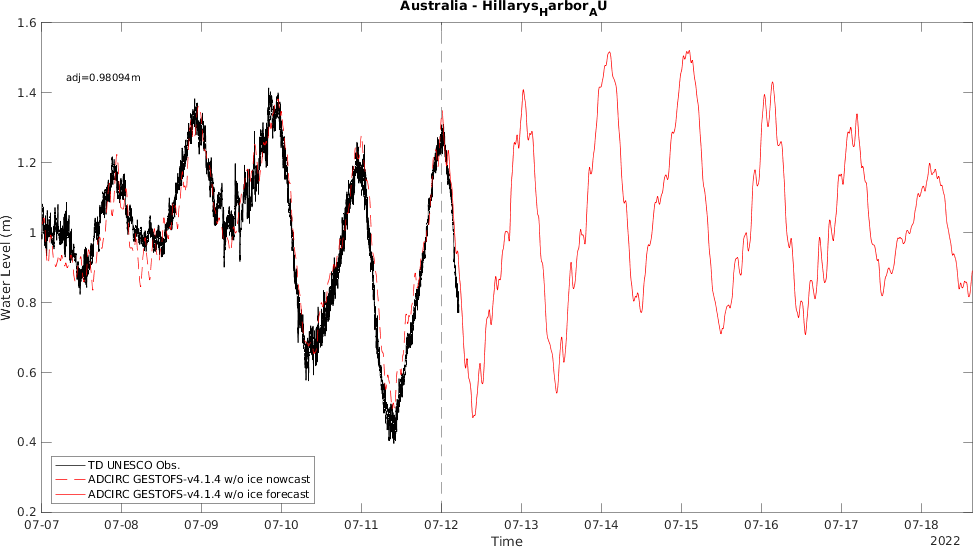 Australia - Hillarys_Harbor_AU
1.6
adj=0.98094m
1.4
1.2
1
0.8
0.6
0.4
0.2
Water Level (m)
TD UNESCO Obs.
ADCIRC GESTOFS-v4.1.4 w/o ice nowcast
ADCIRC GESTOFS-v4.1.4 w/o ice forecast
07-07 07-08 07-09 07-10 07-11 07-12 07-13 07-14 07-15 07-16 07-17 07-18
Time
2022